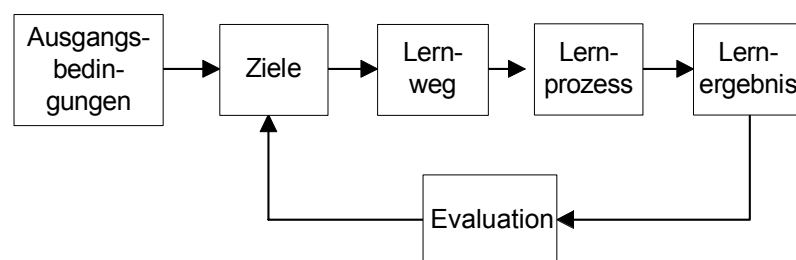 Ausgangs-
bedin-
gungen
Ziele
Lern-
weg
Lern-
prozess
Lern-
ergebnis
Evaluation